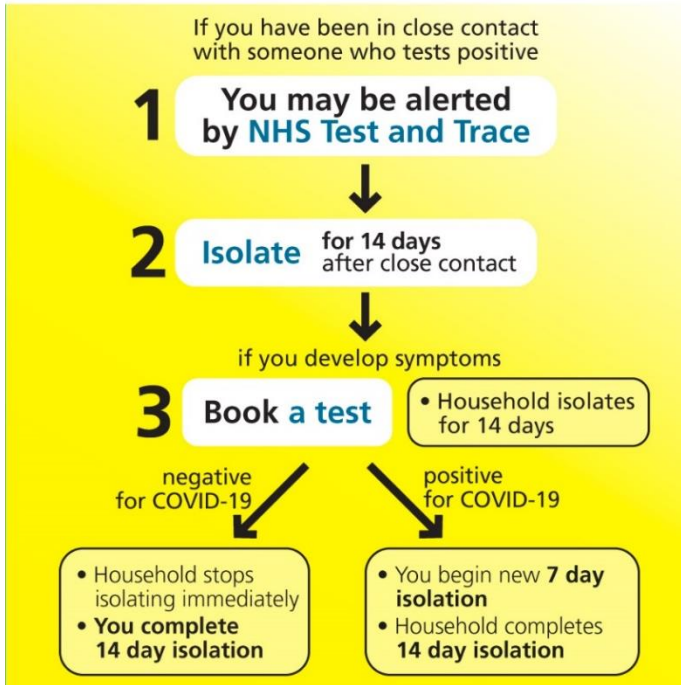 If you have been in close contact
with someone who tests positive
1
You may be alerted
by NHS Test and Trace
2
Isolate for 14 days
after close contact
if you develop symptoms
3
Book a test
• Household isolates
for 14 days
negative
for COVID-19
positive
for COVID-19
• Household stops
isolating immediately
• You complete
14 day isolation
• You begin new 7 day
isolation
• Household completes
14 day isolation